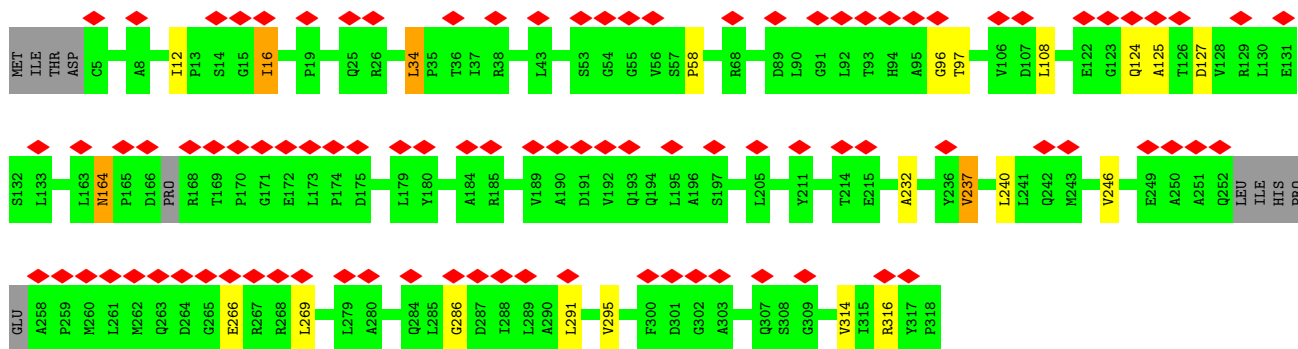 MET ILE THR ASP C5 A8 I12 P13 S14 G15 I16 P19 Q25 R26 L34 P35 T36 I37 R38 L43 S53 G54 G55 V56 S57 P58 R68 D89 L90 G91 L92 T93 H94 A95 G96 T97 V106 D107 L108 E122 G123 Q124 A125 T126 D127 V128 R129 L130 E131
S132 L133 L163 N164 P165 D166 PRO R168 T169 P170 G171 E172 L173 P174 D175 L179 Y180 A184 R185 V189 A190 D191 V192 Q193 Q194 L195 A196 S197 L205 Y211 T214 E215 A232 Y236 V237 L240 L241 Q242 M243 V246 E249 A250 A251 Q252 LEU ILE HIS PRO
GLU A258 P259 M260 L261 M262 Q263 D264 G265 E266 R267 R268 L269 L279 A280 Q284 L285 G286 D287 I288 L289 A290 L291 V295 F300 D301 G302 A303 Q307 S308 G309 V314 I315 R316 Y317 P318